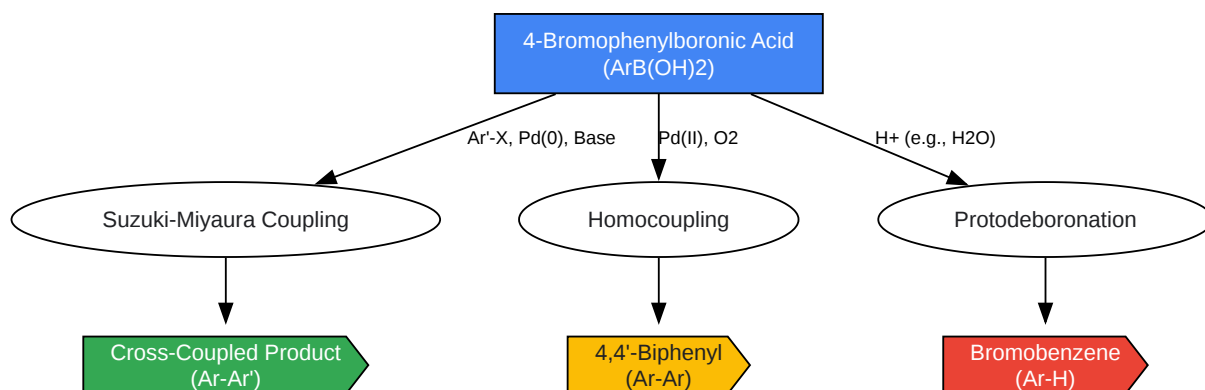 4-Bromophenylboronic Acid
(ArB(OH)2)
Ar'-X, Pd(0), Base
Pd(II), O2
H+ (e.g., H2O)
Suzuki-Miyaura Coupling
Homocoupling
Protodeboronation
Cross-Coupled Product
(Ar-Ar')
4,4'-Biphenyl
(Ar-Ar)
Bromobenzene
(Ar-H)